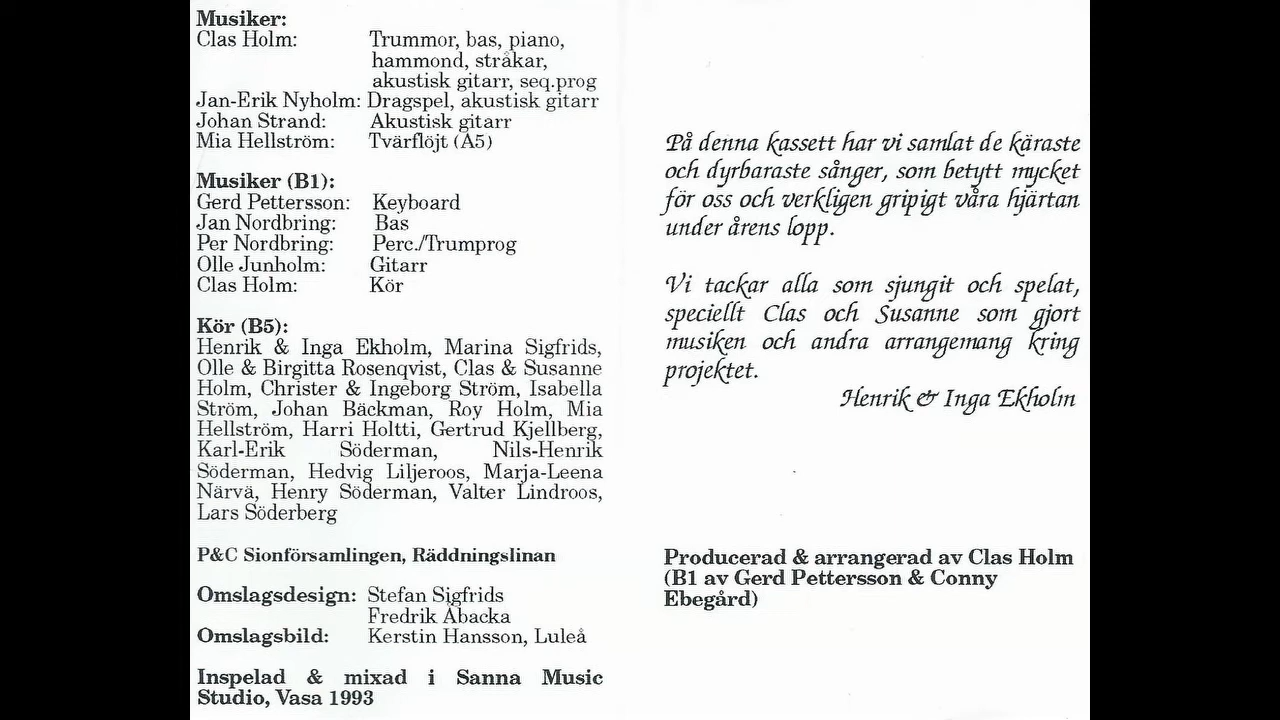 Musiker:
Clas Holm: Trummor, bas, piano,
hammond, stråkar,
akustisk gitarr, seq.prog
Jan-Erik Nyholm: Dragspel, akustisk gitarr
Johan Strand: Akustisk gitarr
Mia Hellström: Tvärflöjt (A5)
Musiker (B1):
Gerd Pettersson: Keyboard
Jan Nordbring: Bas
Per Nordbring: Perc./Trumprog
Olle Junholm: Gitarr
Clas Holm: Kör
Kör (B5):
Henrik & Inga Ekholm, Marina Sigfrids,
Olle & Birgitta Rosenqvist, Clas & Susanne
Holm, Christer & Ingeborg Ström, Isabella
Ström, Johan Bäckman, Roy Holm, Mia
Hellström, Harri Holtti, Gertrud Kjellberg,
Karl-Erik Söderman, Nils-Henrik
Söderman, Hedvig Liljeroos, Marja-Leena
Närvä, Henry Söderman, Valter Lindroos,
Lars Söderberg
P&C Sionförsamlingen, Räddningslinan
Omslagsdesign: Stefan Sigfrids
Fredrik Åbacka
Omslagsbild: Kerstin Hansson, Luleå
Inspelad & mixad i Sanna Music
Studio, Vasa 1993
På denna kassett har vi samlat de käraste
och dyrbaraste sånger, som betytt mycket
för oss och verkligen gripigt våra hjärtan
under årens lopp.
Vi tackar alla som sjungit och spelat,
speciellt Clas och Susanne som gjort
musiken och andra arrangemang kring
projektet.
Henrik & Inga Ekholm
Producerad & arrangerad av Clas Holm
(B1 av Gerd Pettersson & Conny
Ebegård)